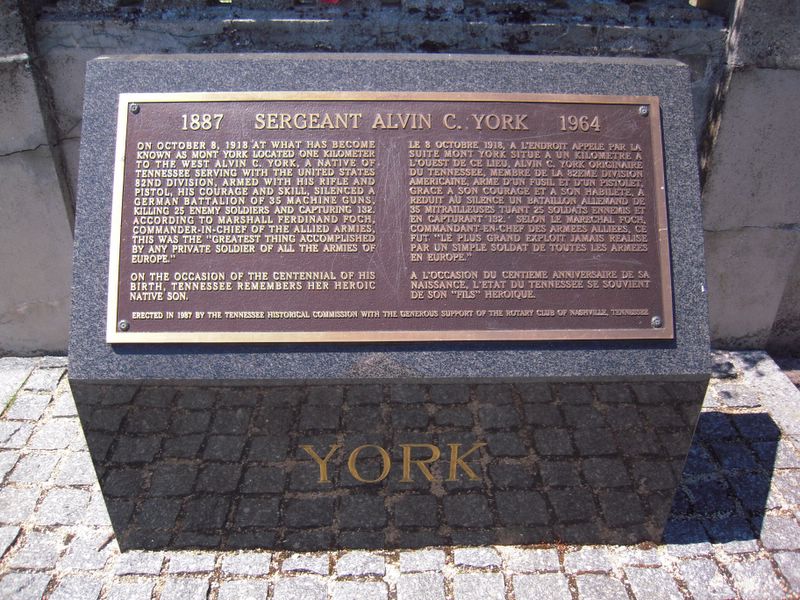 1887 SERGEANT ALVIN C. YORK 1964
ON OCTOBER 8, 1918 AT WHAT HAS BECOME
KNOWN AS MONT YORK LOCATED ONE KILOMETER
TO THE WEST ALVIN C. YORK, A NATIVE OF
TENNESSEE SERVING WITH THE UNITED STATES
82ND DIVISION, ARMED WITH HIS RIFLE AND
PISTOL, HIS COURAGE AND SKILL, SILENCED A
GERMAN BATTALION OF 35 MACHINE GUNS,
KILLING 25 ENEMY SOLDIERS AND CAPTURING 132.
ACCORDING TO MARSHALL FERDINAND FOCH,
COMMANDER-IN-CHIEF OF THE ALLIED ARMIES,
THIS WAS THE "GREATEST THING ACCOMPLISHED
BY ANY PRIVATE SOLDIER OF ALL THE ARMIES OF
EUROPE."
ON THE OCCASION OF THE CENTENNIAL OF HIS
BIRTH, TENNESSEE REMEMBERS HER HEROIC
NATIVE SON.
LE 8 OCTOBRE 1918, A L'ENDROIT APPELE PAR LA
SUITE MONT YORK SITUE A UN KILOMETRE A
L'OUEST DE CE LIEU, ALVIN C. YORK ORIGINAIRE
DU TENNESSEE, MEMBRE DE LA 82EME DIVISION
AMERICAINE, ARME D'UN FUSIL ET D'UN PISTOLET,
GRACE A SON COURAGE ET A SON HABILETE, A
REDUIT AU SILENCE UN BATAILLON ALLEMAND DE
35 MITRAILLEUSES TUANT 25 SOLDATS ENNEMIS ET
EN CAPTURANT 132. SELON LE MARECHAL FOCH,
COMMANDANT-EN-CHEF DES ARMEES ALLIEES, CE
FUT "LE PLUS GRAND EXPLOIT JAMAIS REALISE
PAR UN SIMPLE SOLDAT DE TOUTES LES ARMEES
EN EUROPE."
A L'OCCASION DU CENTIEME ANNIVERSAIRE DE SA
NAISSANCE, L'ETAT DU TENNESSEE SE SOUVIENT
DE SON "FILS" HEROIQUE.
ERECTED IN 1987 BY THE TENNESSEE HISTORICAL COMMISSION WITH THE GENEROUS SUPPORT OF THE ROTARY CLUB OF NASHVILLE, TENNESSEE
YORK